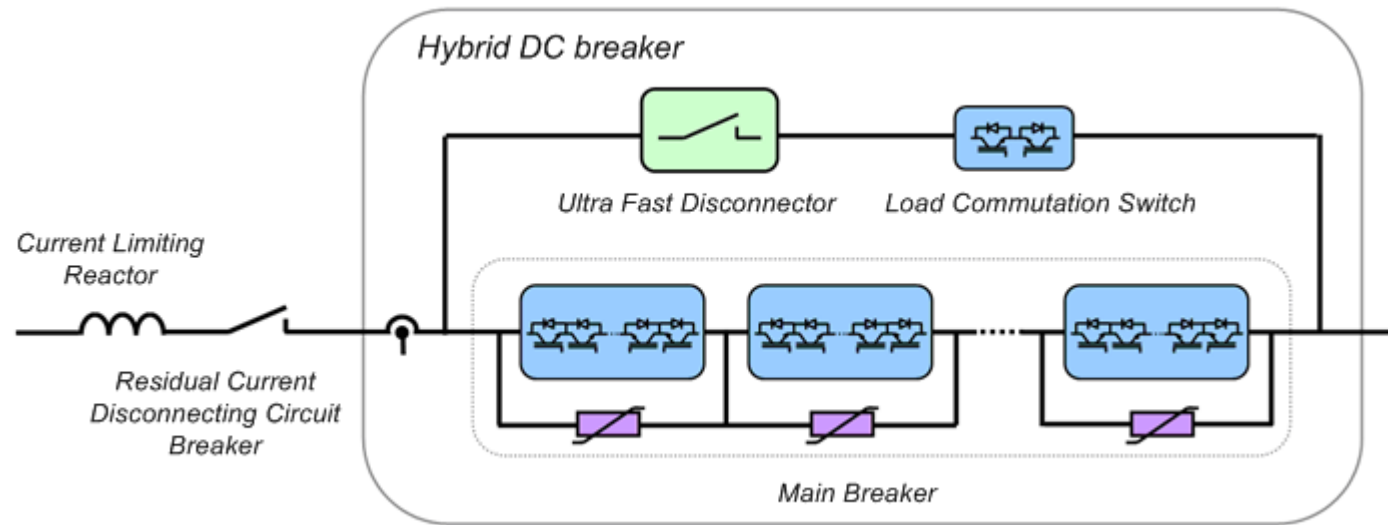 Hybrid DC breaker
Ultra Fast Disconnector
Load Commutation Switch
Current Limiting
Reactor
Residual Current
Disconnecting Circuit
Breaker
Main Breaker